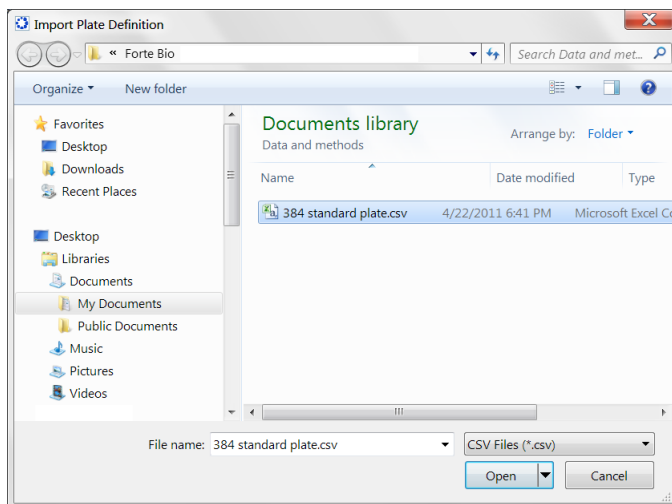 Import Plate Definition
« Forte Bio
Search Data and met...
Organize
New folder
Favorites
Desktop
Downloads
Recent Places
Desktop
Libraries
Documents
My Documents
Public Documents
Music
Pictures
Videos
Documents library
Data and methods
Arrange by: Folder
Name Date modified Type
384 standard plate.csv 4/22/2011 6:41 PM Microsoft Excel Co
File name: 384 standard plate.csv
CSV Files (*.csv)
Open Cancel